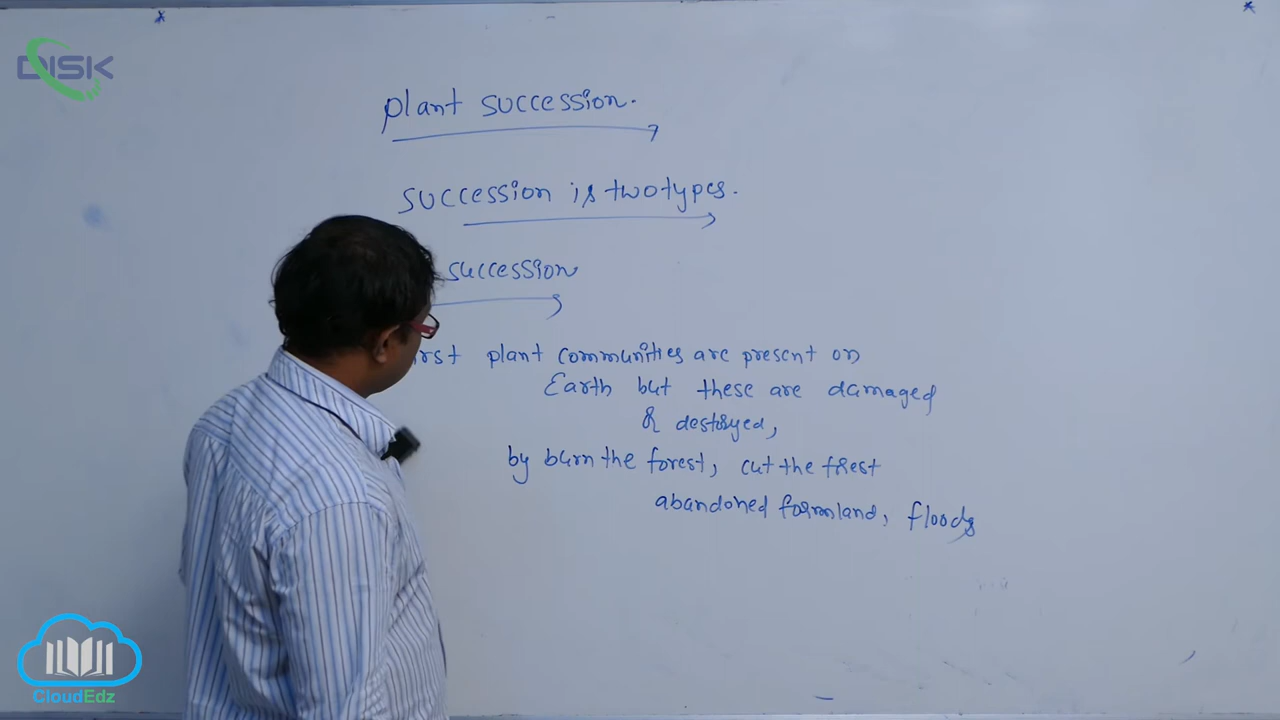 DISK
plant succession.
succession is two types.
succession
plant communities are present on
Earth but these are damaged
& destroyed,
by burn the forest, cut the forest
abandoned farmland, floods
CloudEdz